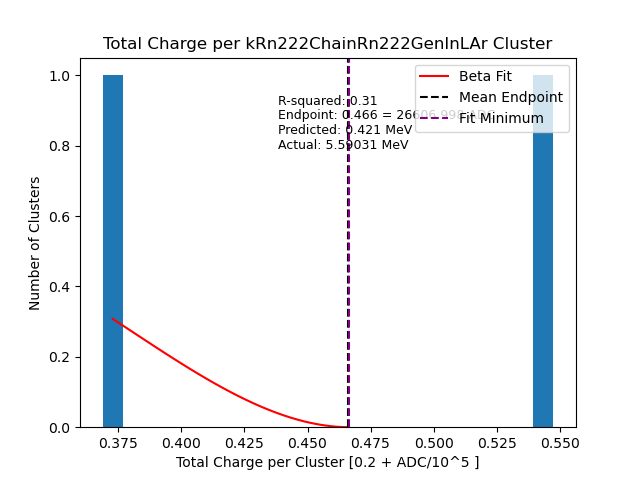 Total Charge per kRn222ChainRn222GenInLAr Cluster
1.0
0.8
0.6
0.4
0.2
0.0
Number of Clusters
R-squared: 0.31
Endpoint: 0.466 = 26606.998 ADC
Predicted: 0.421 MeV
Actual: 5.59031 MeV
Beta Fit
Mean Endpoint
Fit Minimum
0.375 0.400 0.425 0.450 0.475 0.500 0.525 0.550
Total Charge per Cluster [0.2 + ADC/10^5 ]